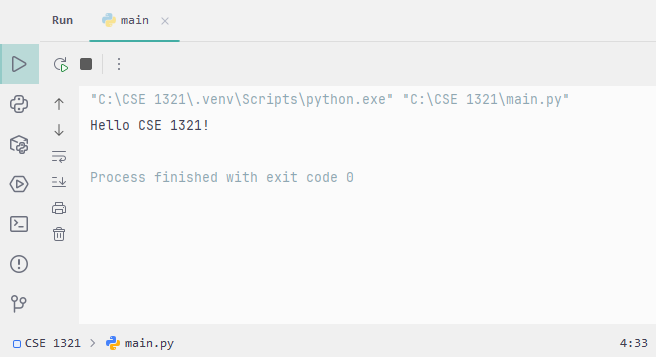 Run main
"C:\CSE 1321\.venv\Scripts\python.exe" "C:\CSE 1321\main.py"
Hello CSE 1321!
Process finished with exit code 0
CSE 1321 > main.py 4:33